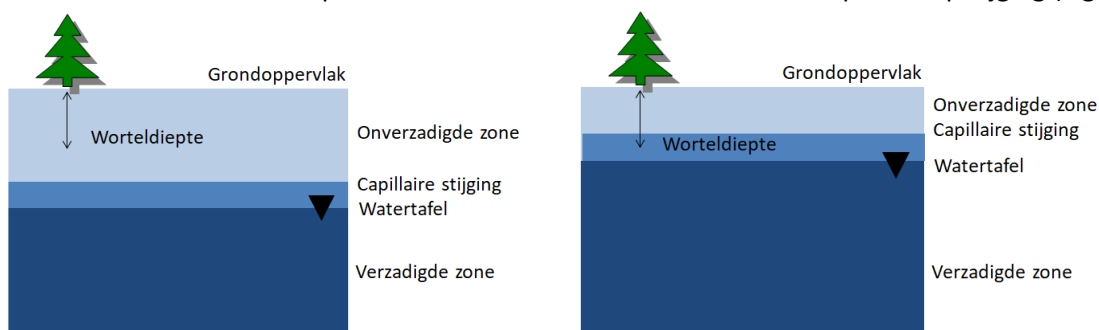 Grondoppervlak
Worteldiepte
Onverzadigde zone
Capillaire stijging
Watertafel
Verzadigde zone
Grondoppervlak
Onverzadigde zone
Capillaire stijging
Worteldiepte
Watertafel
Verzadigde zone